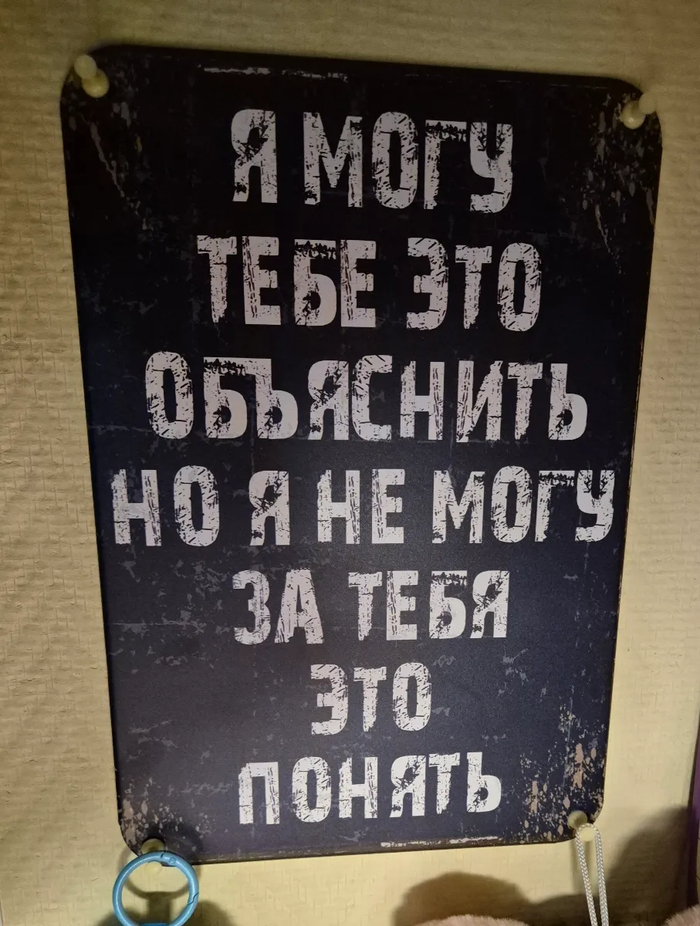 Я МОГУ
ТЕБЕ ЭТО
ОБЪЯСНИТЬ
НО Я НЕ МОГУ
ЗА ТЕБЯ
ЭТО
ПОНЯТЬ